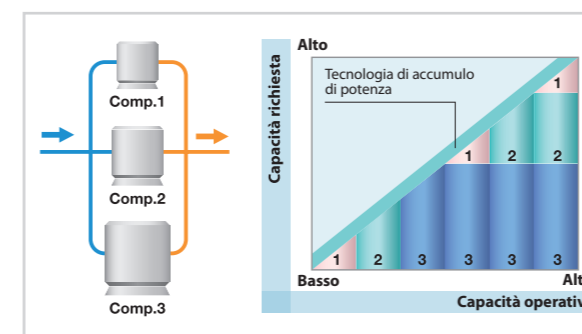 Comp.1
Comp.2
Comp.3
Capacità richiesta
Alto
Tecnologia di accumulo
di potenza
1
1
2
2
1
2
3
3
3
3
Basso
Alt
Capacità operativ